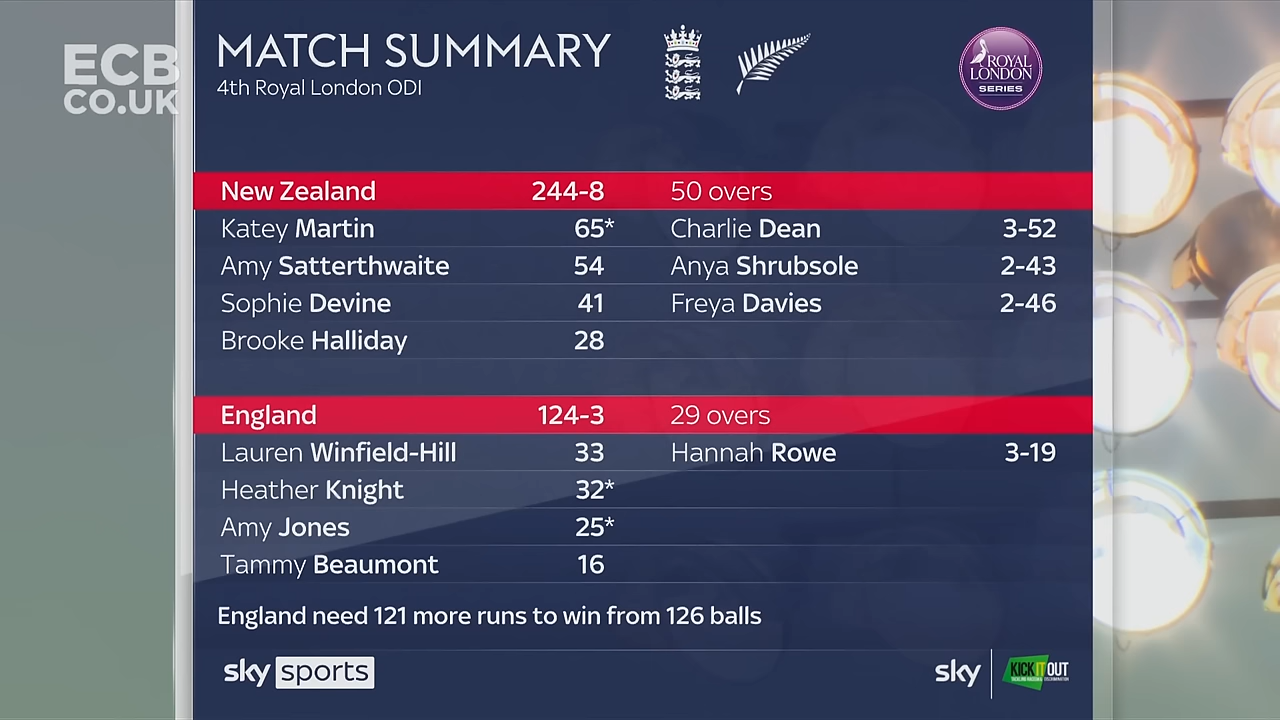 ECB
CO.UK
MATCH SUMMARY
4th Royal London ODI
ROYAL
LONDON
SERIES
New Zealand 244-8 50 overs
Katey Martin 65* Charlie Dean 3-52
Amy Satterthwaite 54 Anya Shrubsole 2-43
Sophie Devine 41 Freya Davies 2-46
Brooke Halliday 28
England 124-3 29 overs
Lauren Winfield-Hill 33 Hannah Rowe 3-19
Heather Knight 32*
Amy Jones 25*
Tammy Beaumont 16
England need 121 more runs to win from 126 balls
sky sports
sky
KICK IT OUT